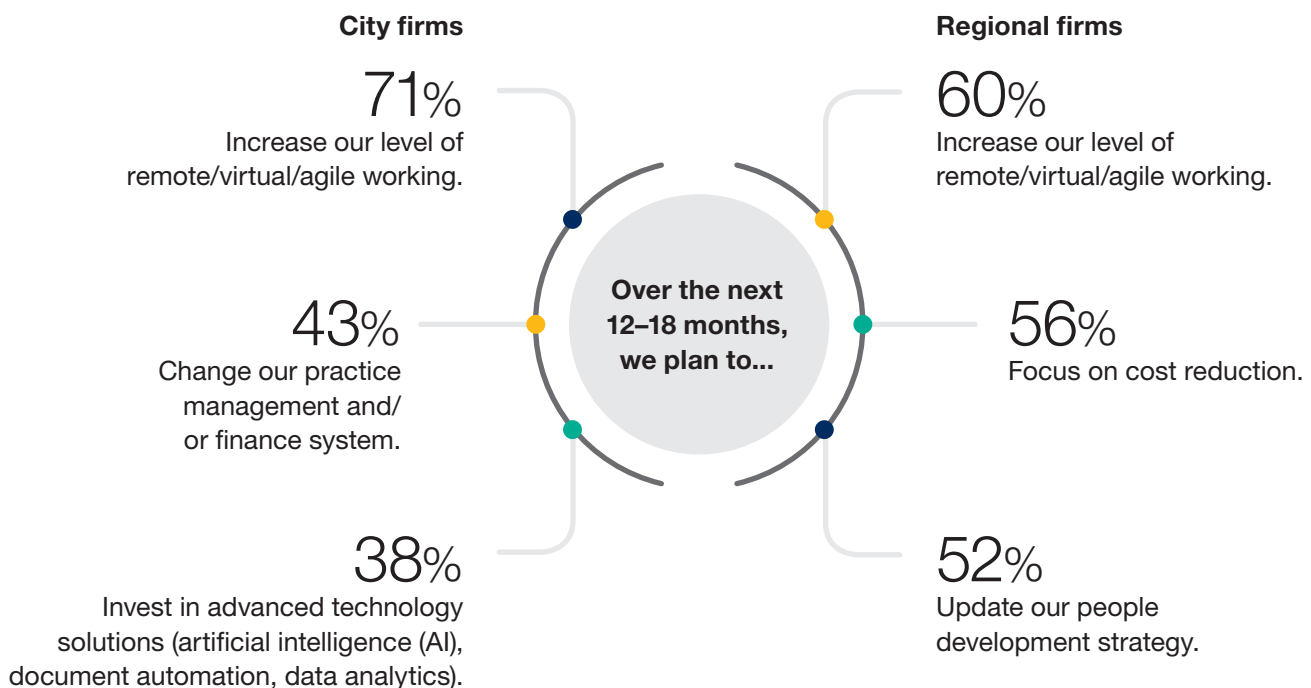 City firms
71%
Increase our level of
remote/virtual/agile working.
43%
Change our practice
management and/
or finance system.
38%
Invest in advanced technology
solutions (artificial intelligence (AI),
document automation, data analytics).
Over the next
12–18 months,
we plan to...
Regional firms
60%
Increase our level of
remote/virtual/agile working.
56%
Focus on cost reduction.
52%
Update our people
development strategy.